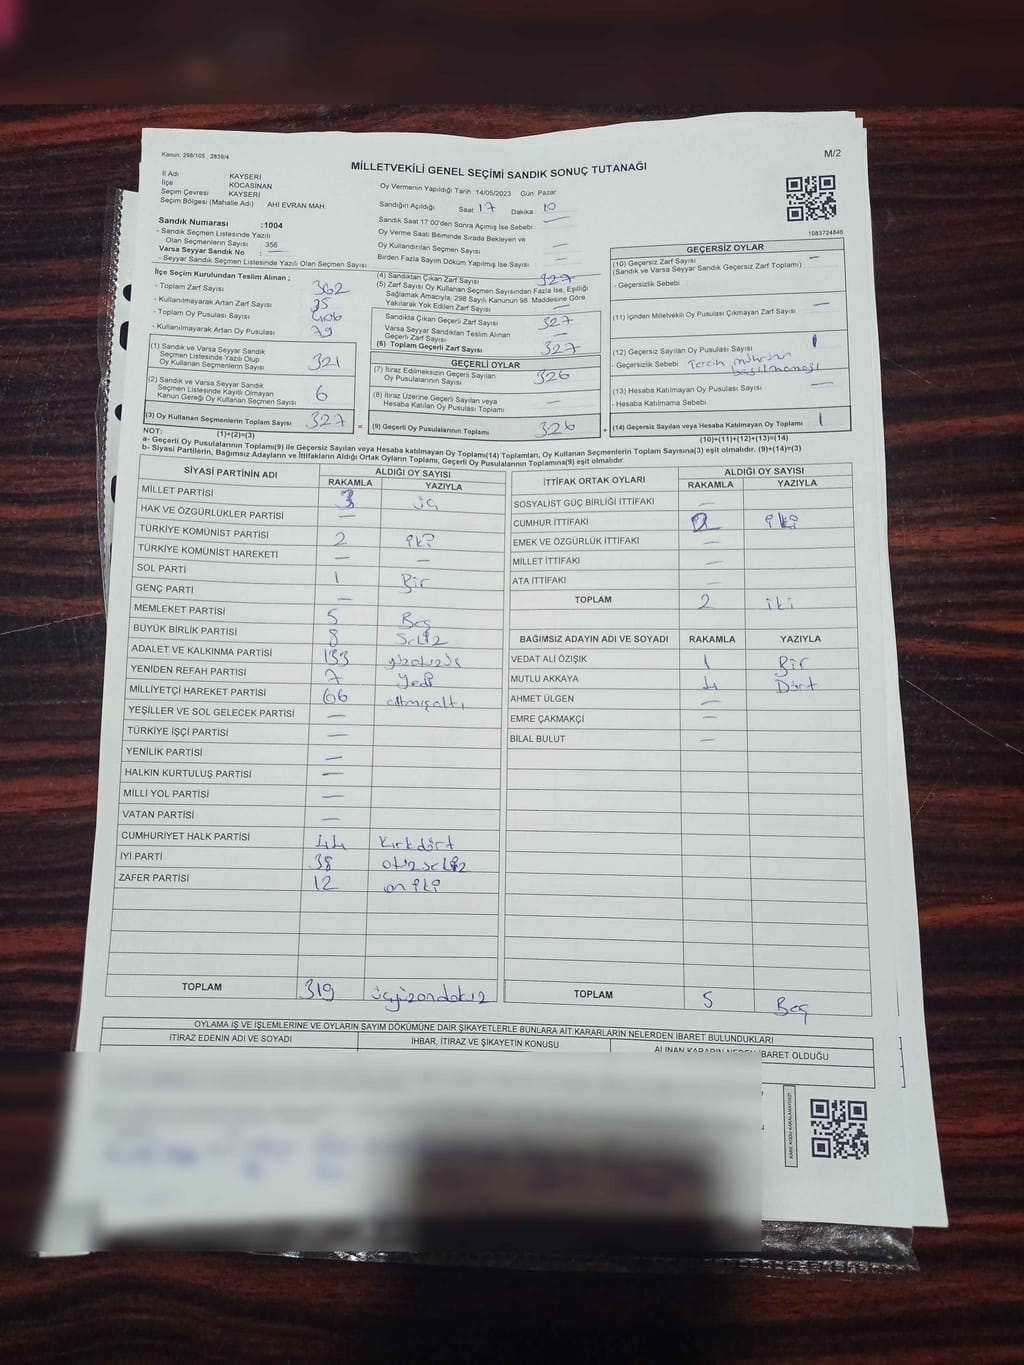 Kanun: 298/105 , 2839/4
M/2
MİLLETVEKİLİ GENEL SEÇİMİ SANDIK SONUÇ TUTANAĞI
İl Adı KAYSERİ
İlçe KOCASİNAN
Seçim Çevresi KAYSERİ
Seçim Bölgesi (Mahalle Adı) AHİ EVRAN MAH.
Sandık Numarası :1004
- Sandık Seçmen Listesinde Yazılı
Olan Seçmenlerin Sayısı 356
Varsa Seyyar Sandık No : —
- Seyyar Sandık Seçmen Listesinde Yazılı Olan Seçmen Sayısı
Oy Vermenin Yapıldığı Tarih 14/05/2023 Gün Pazar
Sandığın Açıldığı Saat 17 Dakika 10
Sandık Saat 17:00'den Sonra Açımış İse Sebebi —
Oy Verme Saati Bitiminde Sırada Bekleyen ve
Oy Kullandırılan Seçmen Sayısı —
Birden Fazla Sayım Döküm Yapılmış İse Sayısı —
1083724846
İlçe Seçim Kurulundan Teslim Alınan ;
- Toplam Zarf Sayısı 362
- Kullanılmayarak Artan Zarf Sayısı 35
- Toplam Oy Pusulası Sayısı 406
- Kullanılmayarak Artan Oy Pusulası 79
(1) Sandık ve Varsa Seyyar Sandık
Seçmen Listesinde Yazılı Olup
Oy Kullanan Seçmenlerin Sayısı 321
(2) Sandık ve Varsa Seyyar Sandık
Seçmen Listesinde Kayıtlı Olmayan
Kanun Gereği Oy Kullanan Seçmen Sayısı 6
(3) Oy Kullanan Seçmenlerin Toplam Sayısı 327
(1)+(2)=(3)
(4) Sandıktan Çıkan Zarf Sayısı 327
(5) Zarf Sayısı Oy Kullanan Seçmen Sayısından Fazla İse, Eşitliği
Sağlamak Amacıyla, 298 Sayılı Kanunun 98. Maddesine Göre
Yakılarak Yok Edilen Zarf Sayısı —
Sandıkta Çıkan Geçerli Zarf Sayısı 327
Varsa Seyyar Sandıktan Teslim Alınan
Geçerli Zarf Sayısı —
(6) Toplam Geçerli Zarf Sayısı 327
GEÇERLİ OYLAR
(7) İtiraz Edilmeksizin Geçerli Sayılan
Oy Pusulalarının Sayısı 326
(8) İtiraz Üzerine Geçerli Sayılan veya
Hesaba Katılan Oy Pusulası Toplamı —
= (9) Geçerli Oy Pusulalarının Toplamı 326 +
GEÇERSİZ OYLAR
(10) Geçersiz Zarf Sayısı —
(Sandık ve Varsa Seyyar Sandık Geçersiz Zarf Toplamı)
- Geçersizlik Sebebi
(11) İçinden Milletvekili Oy Pusulası Çıkmayan Zarf Sayısı —
(12) Geçersiz Sayılan Oy Pusulası Sayısı 1
- Geçersizlik Sebebi Tercih mührünün
basılmaması
(13) Hesaba Katılmayan Oy Pusulası Sayısı —
- Hesaba Katılmama Sebebi
(14) Geçersiz Sayılan veya Hesaba Katılmayan Oy Toplamı 1
(10)+(11)+(12)+(13)=(14)
NOT:
a- Geçerli Oy Pusulalarının Toplamı(9) ile Geçersiz Sayılan veya Hesaba katılmayan Oy Toplamı(14) Toplamları, Oy Kullanan Seçmenlerin Toplam Sayısına(3) eşit olmalıdır. (9)+(14)=(3)
b- Siyasi Partilerin, Bağımsız Adayların ve İttifakların Aldığı Ortak Oyların Toplamı, Geçerli Oy Pusulalarının Toplamına(9) eşit olmalıdır.
SİYASİ PARTİNİN ADI ALDIĞI OY SAYISI
RAKAMLA YAZIYLA
MİLLET PARTİSİ 3 üç
HAK VE ÖZGÜRLÜKLER PARTİSİ —
TÜRKİYE KOMÜNİST PARTİSİ 2 iki
TÜRKİYE KOMÜNİST HAREKETİ — —
SOL PARTİ 1 Bir
GENÇ PARTİ —
MEMLEKET PARTİSİ 5 Beş
BÜYÜK BİRLİK PARTİSİ 8 Sekiz
ADALET VE KALKINMA PARTİSİ 133 yüzotuzüç
YENİDEN REFAH PARTİSİ 7 Yedi
MİLLİYETÇİ HAREKET PARTİSİ 66 altmışaltı
YEŞİLLER VE SOL GELECEK PARTİSİ —
TÜRKİYE İŞÇİ PARTİSİ —
YENİLİK PARTİSİ —
HALKIN KURTULUŞ PARTİSİ —
MİLLİ YOL PARTİSİ —
VATAN PARTİSİ —
CUMHURİYET HALK PARTİSİ 44 Kırkdört
İYİ PARTİ 38 otuzsekiz
ZAFER PARTİSİ 12 oniki
TOPLAM 319 üçyüzondokuz
İTTİFAK ORTAK OYLARI ALDIĞI OY SAYISI
RAKAMLA YAZIYLA
SOSYALİST GÜÇ BİRLİĞİ İTTİFAKI —
CUMHUR İTTİFAKI 2 iki
EMEK VE ÖZGÜRLÜK İTTİFAKI —
MİLLET İTTİFAKI —
ATA İTTİFAKI —
TOPLAM 2 iki
BAĞIMSIZ ADAYIN ADI VE SOYADI RAKAMLA YAZIYLA
VEDAT ALİ ÖZIŞIK 1 Bir
MUTLU AKKAYA 4 Dört
AHMET ÜLGEN —
EMRE ÇAKMAKÇİ —
BİLAL BULUT —
TOPLAM 5 Beş
OYLAMA İŞ VE İŞLEMLERİNE VE OYLARIN SAYIM DÖKÜMÜNE DAİR ŞİKAYETLERLE BUNLARA AİT KARARLARIN NELERDEN İBARET BULUNDUKLARI
İTİRAZ EDENİN ADI VE SOYADI İHBAR, İTİRAZ VE ŞİKAYETİN KONUSU ALINAN KARARIN NEDEN İBARET OLDUĞU
KARE KODU KARALAMAYINIZ!